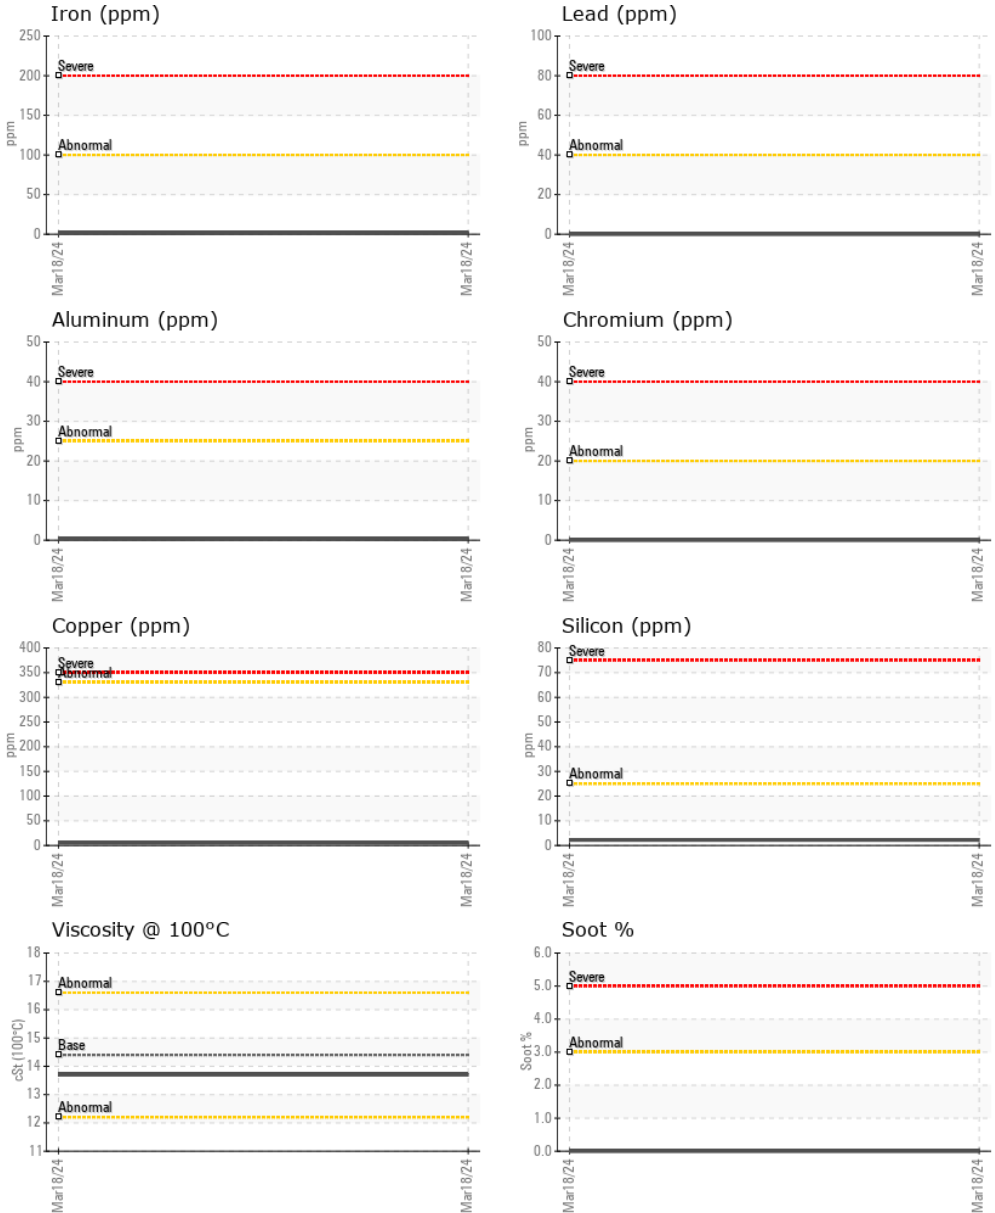 Iron (ppm)
250
200
150
100
50
0
ppm
Severe
Abnormal
Mar18/24
Mar18/24
Lead (ppm)
100
80
60
40
20
0
ppm
Severe
Abnormal
Mar18/24
Mar18/24
Aluminum (ppm)
50
40
30
20
10
0
ppm
Severe
Abnormal
Mar18/24
Mar18/24
Chromium (ppm)
50
40
30
20
10
0
ppm
Severe
Abnormal
Mar18/24
Mar18/24
Copper (ppm)
400
350
300
250
200
150
100
50
0
ppm
Severe
Abnormal
Mar18/24
Mar18/24
Silicon (ppm)
80
70
60
50
40
30
20
10
0
ppm
Severe
Abnormal
Mar18/24
Mar18/24
Viscosity @ 100°C
18
17
16
15
14
13
12
11
cSt (100°C)
Abnormal
Base
Abnormal
Mar18/24
Mar18/24
Soot %
6.0
5.0
4.0
3.0
2.0
1.0
0.0
Soot %
Severe
Abnormal
Mar18/24
Mar18/24